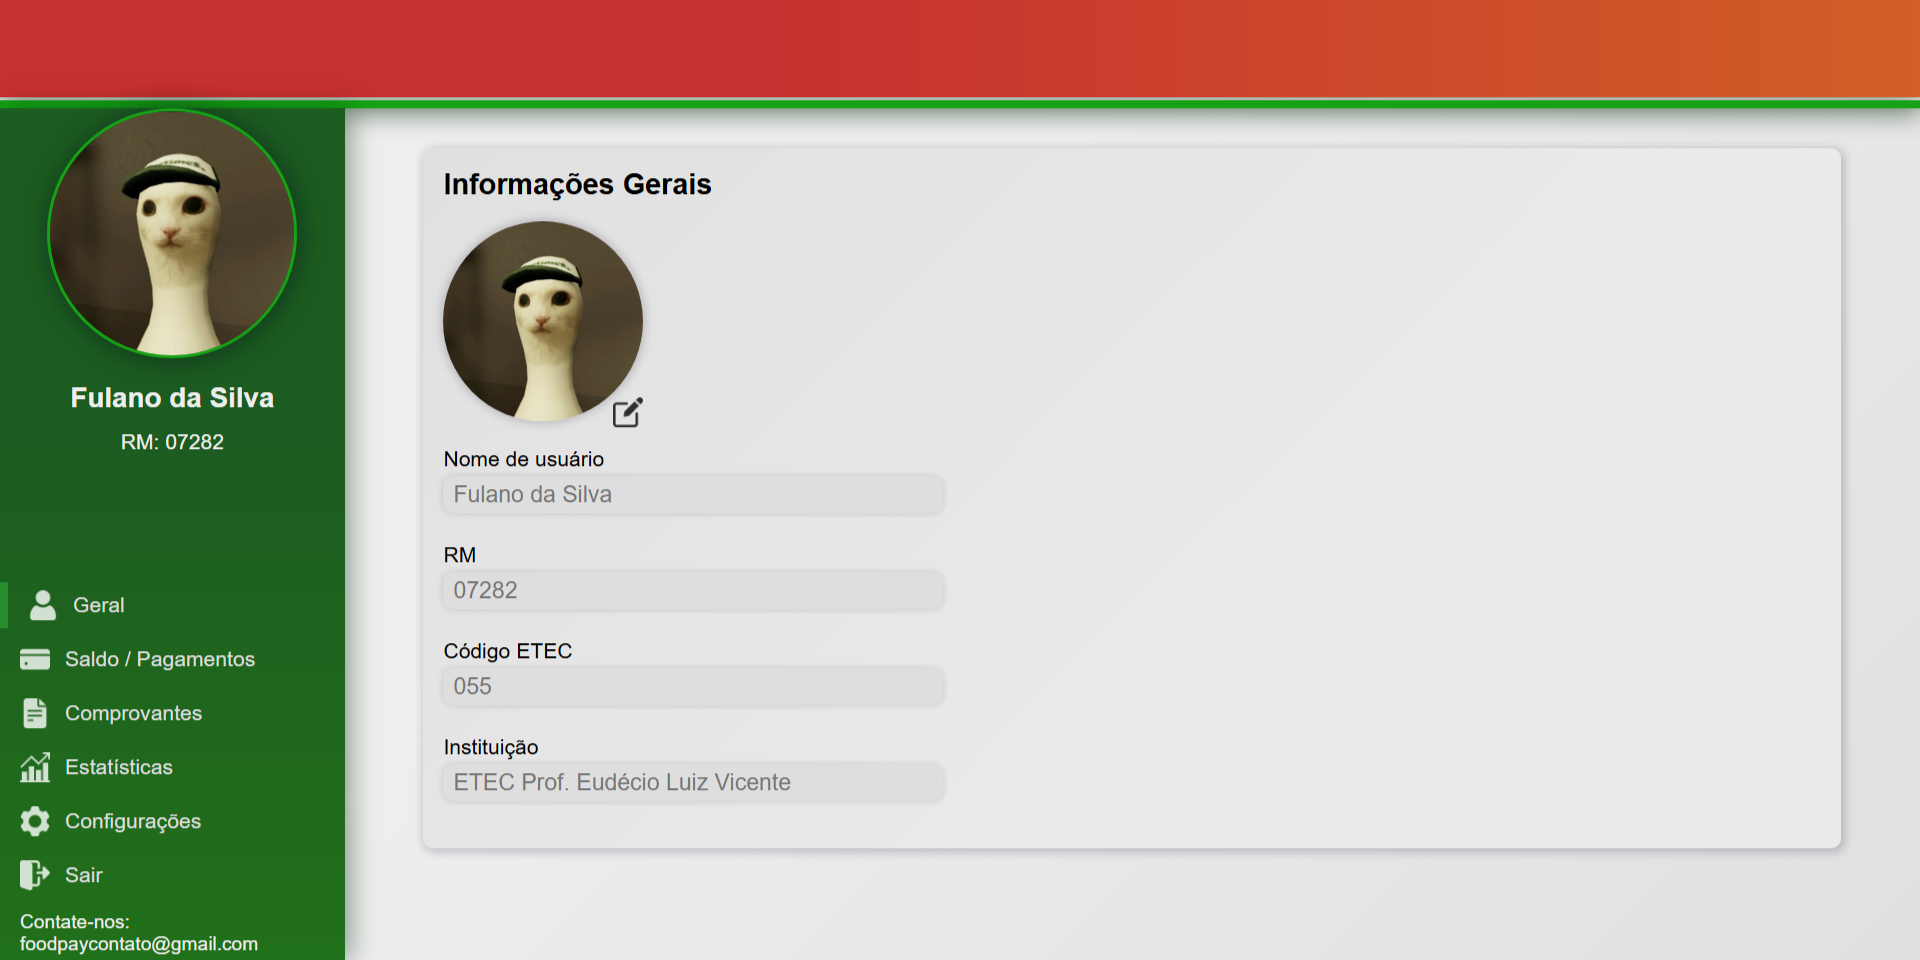 Fulano da Silva
RM: 07282
Geral
Saldo / Pagamentos
Comprovantes
Estatísticas
Configurações
Sair
Contate-nos:
foodpaycontato@gmail.com
Informações Gerais
Nome de usuário
Fulano da Silva
RM
07282
Código ETEC
055
Instituição
ETEC Prof. Eudécio Luiz Vicente